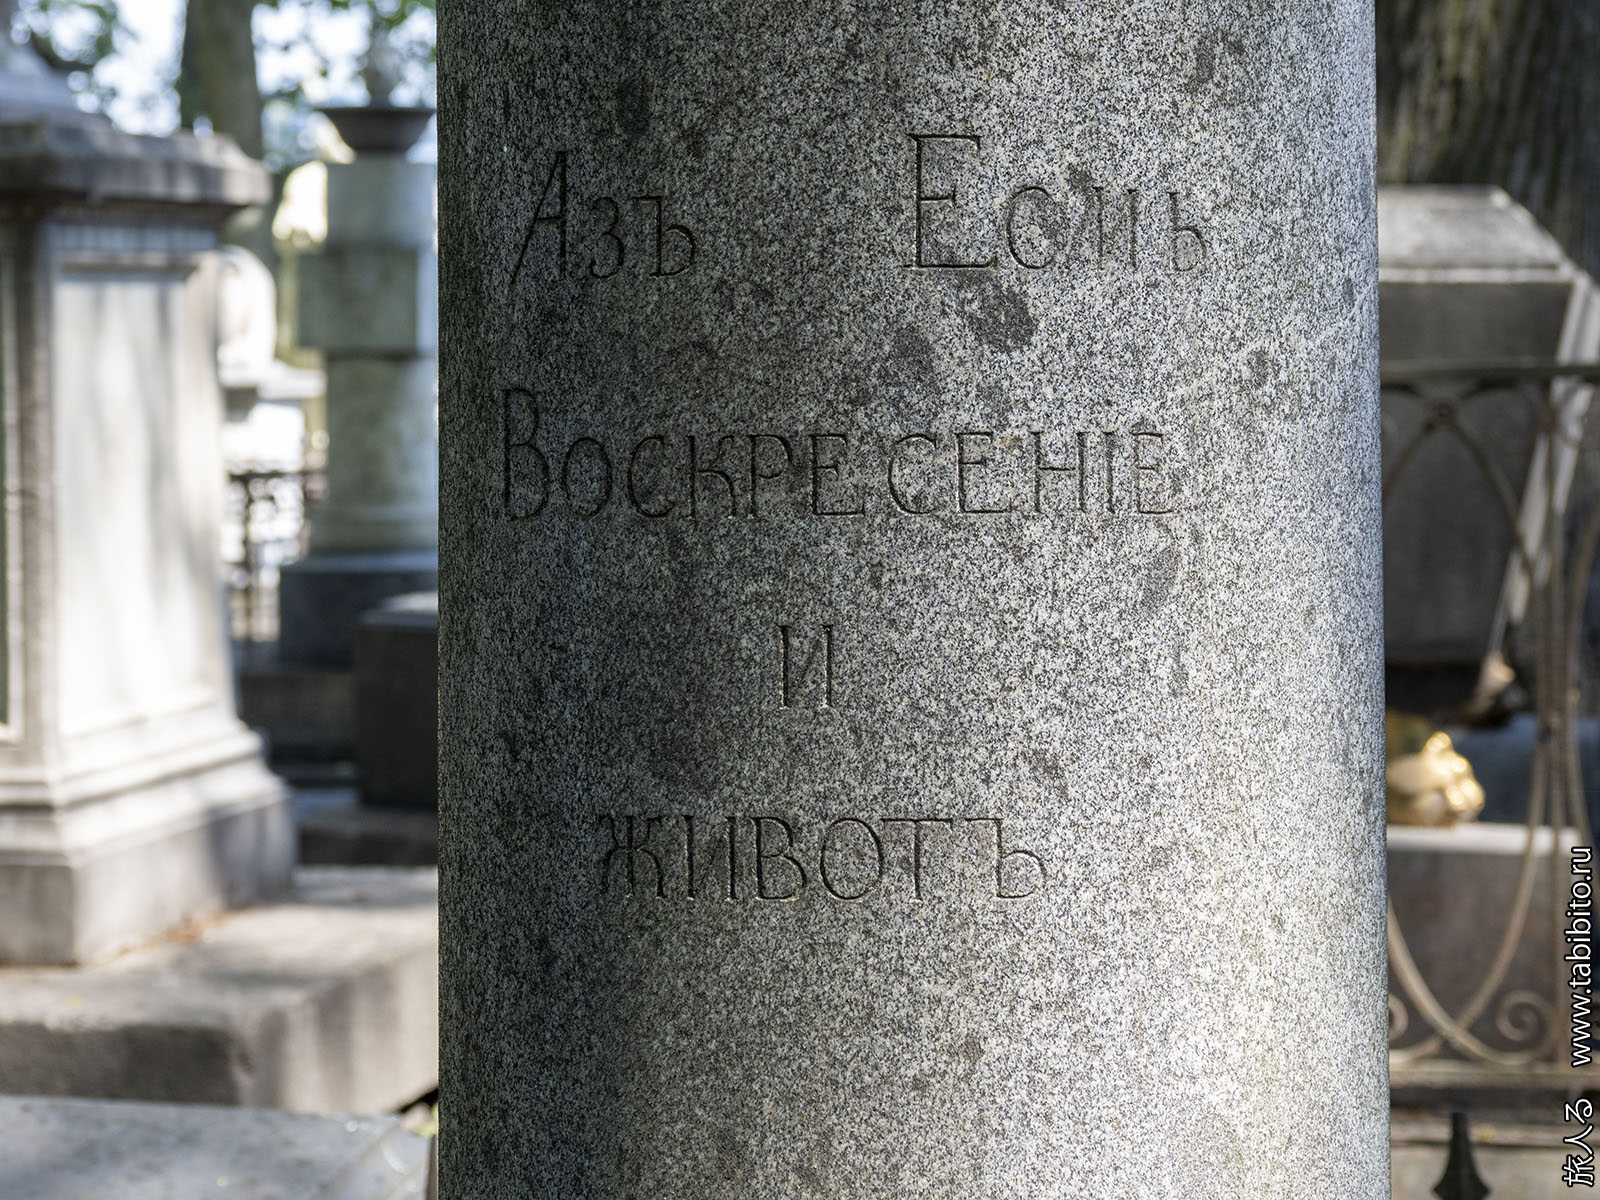 Азъ Есмь
Воскресеніе
и
животъ
旅人る www.tabibito.ru